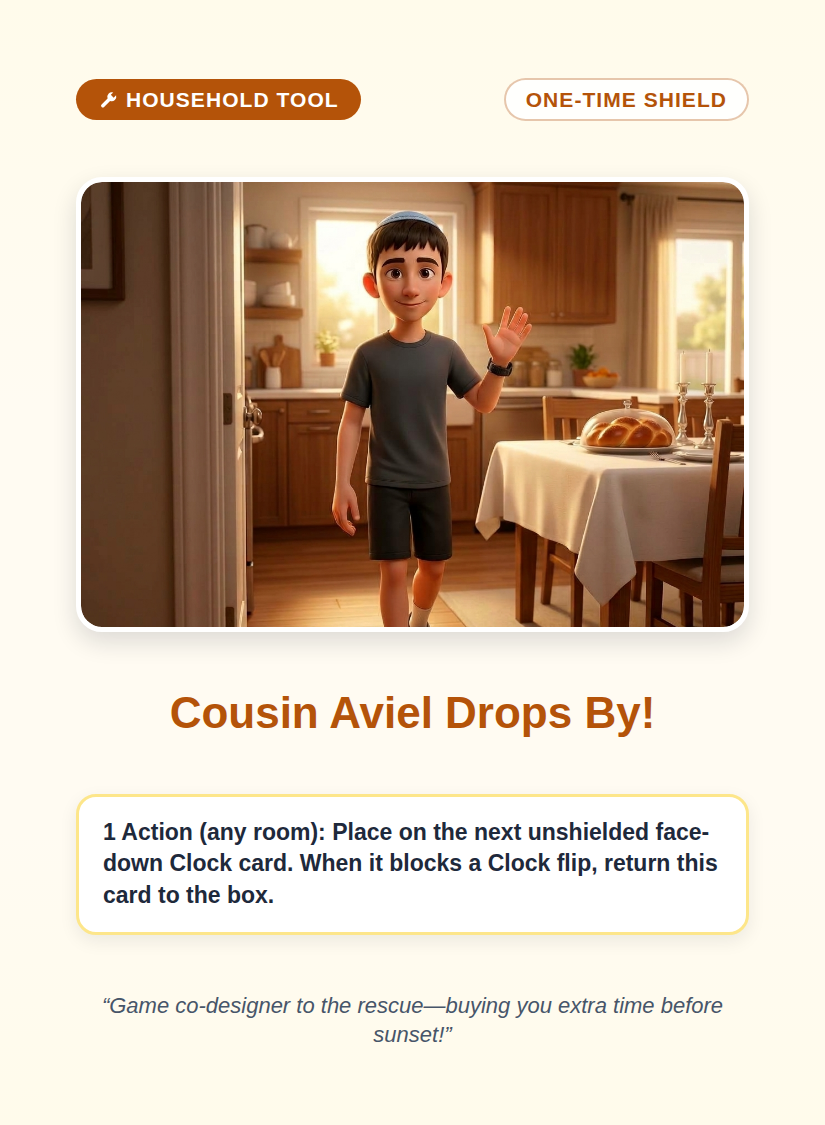 HOUSEHOLD TOOL
ONE-TIME SHIELD
Cousin Aviel Drops By!
1 Action (any room): Place on the next unshielded face-
down Clock card. When it blocks a Clock flip, return this
card to the box.
“Game co-designer to the rescue—buying you extra time before
sunset!”